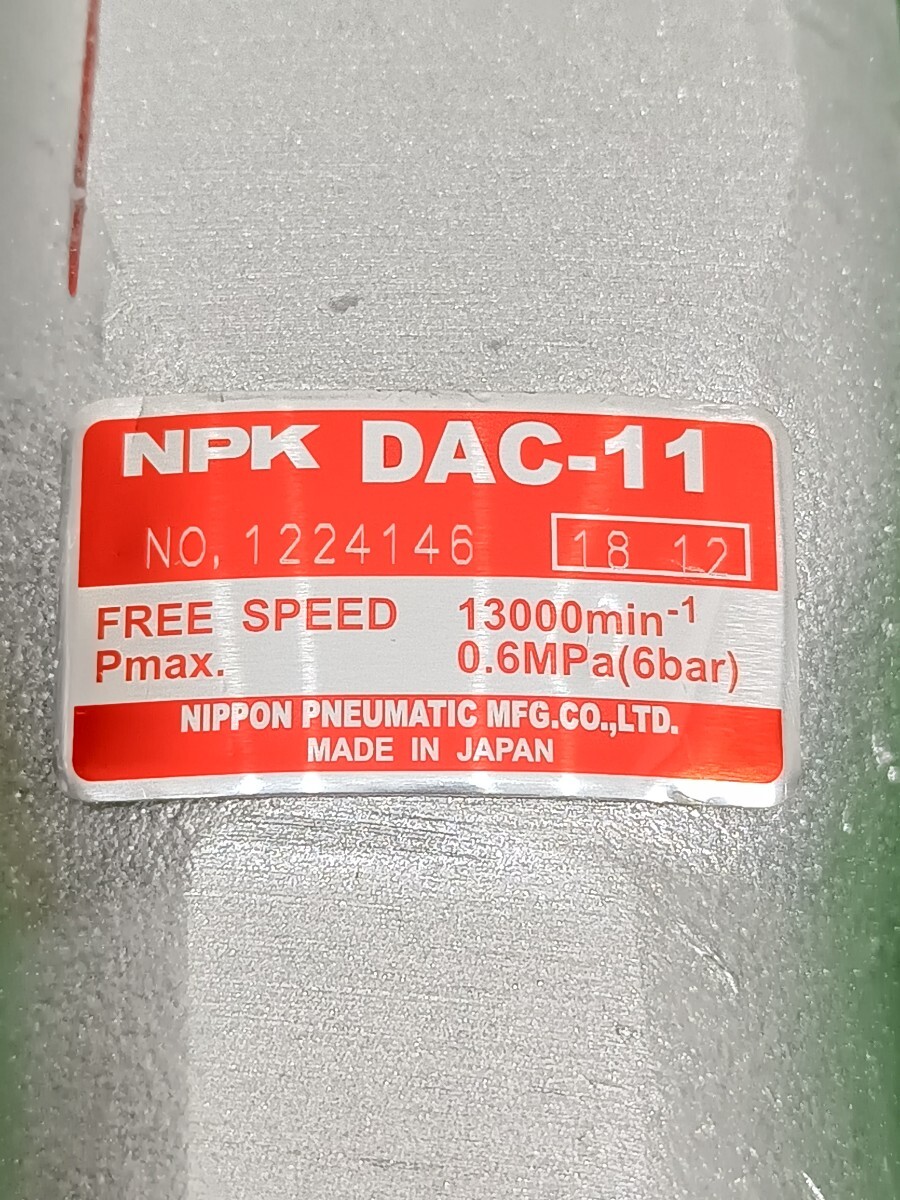 NPK DAC-11
NO. 1224146 18 12
FREE SPEED 13000min-1
Pmax. 0.6MPa(6bar)
NIPPON PNEUMATIC MFG.CO.,LTD.
MADE IN JAPAN